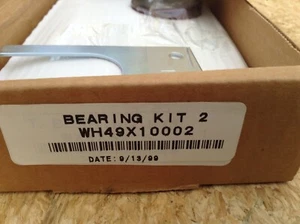 BEARING KIT 2
WH49X10002
DATE: 9/13/99